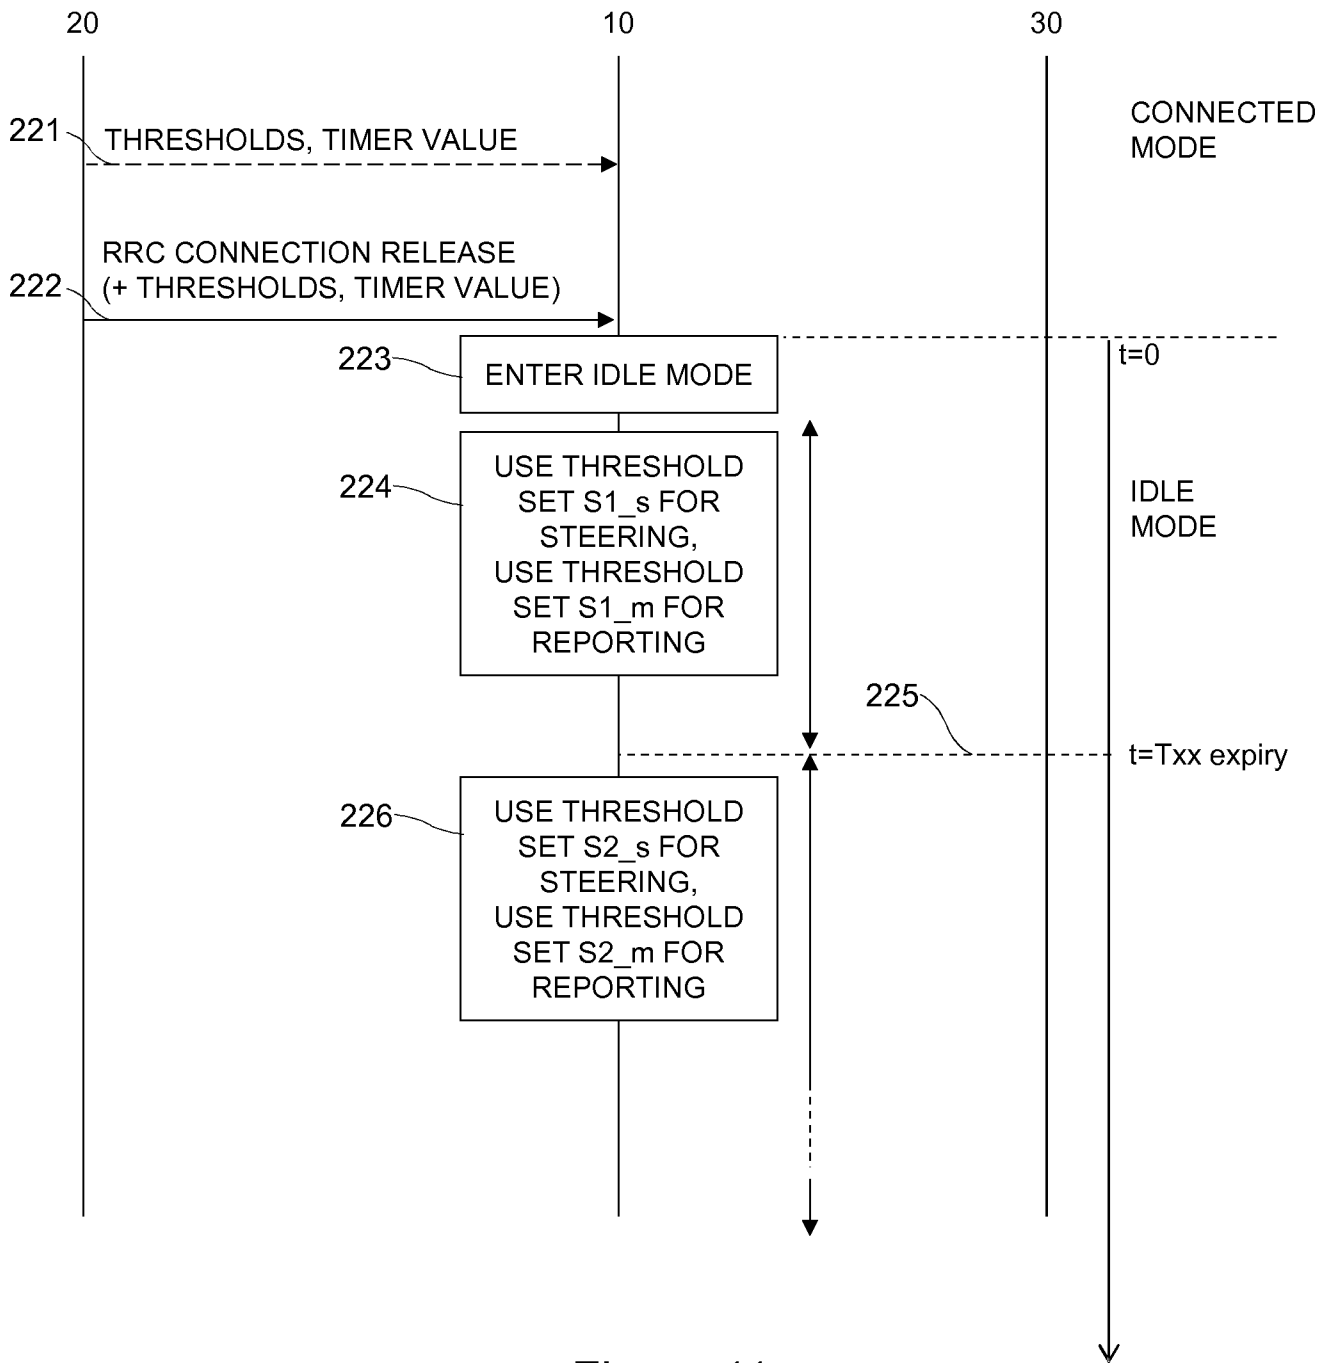 20
10
30
CONNECTED
MODE
221
THRESHOLDS, TIMER VALUE
RRC CONNECTION RELEASE
(+ THRESHOLDS, TIMER VALUE)
222
223
ENTER IDLE MODE
t=0
224
USE THRESHOLD
SET S1_s FOR
STEERING,
USE THRESHOLD
SET S1_m FOR
REPORTING
IDLE
MODE
225
t=Txx expiry
226
USE THRESHOLD
SET S2_s FOR
STEERING,
USE THRESHOLD
SET S2_m FOR
REPORTING